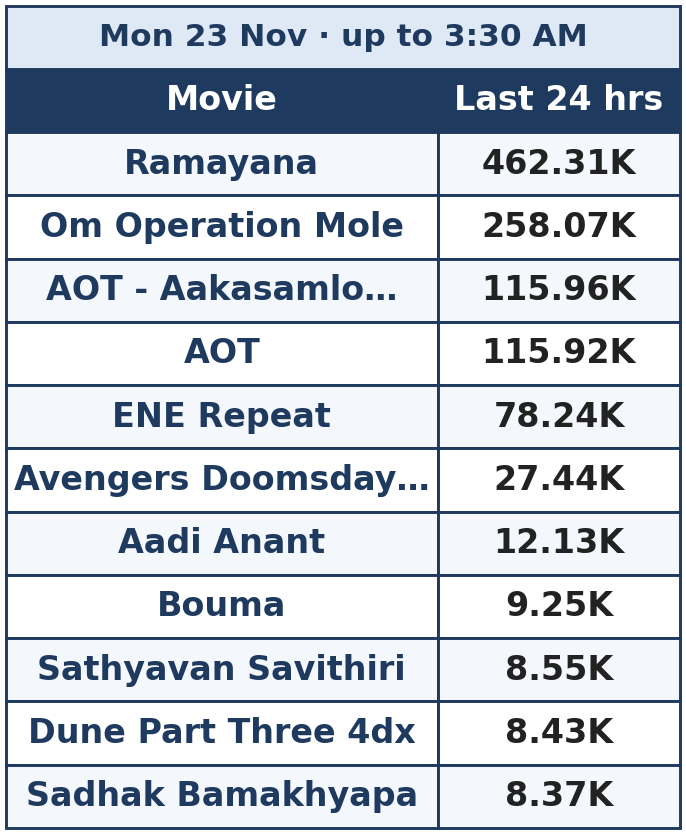 Mon 23 Nov · up to 3:30 AM
Movie Last 24 hrs
Ramayana 462.31K
Om Operation Mole 258.07K
AOT - Aakasamlo... 115.96K
AOT 115.92K
ENE Repeat 78.24K
Avengers Doomsday... 27.44K
Aadi Anant 12.13K
Bouma 9.25K
Sathyavan Savithiri 8.55K
Dune Part Three 4dx 8.43K
Sadhak Bamakhyapa 8.37K